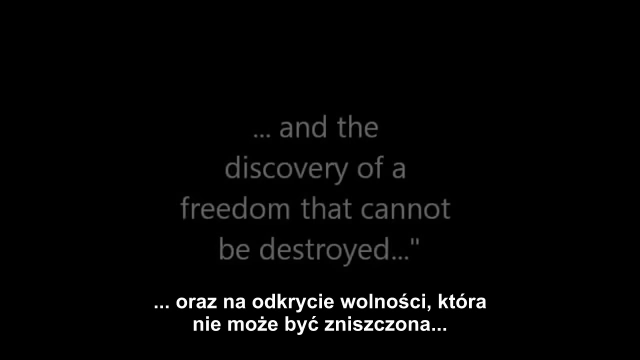 ... and the
discovery of a
freedom that cannot
be destroyed..."
... oraz na odkrycie wolności, która
nie może być zniszczona...